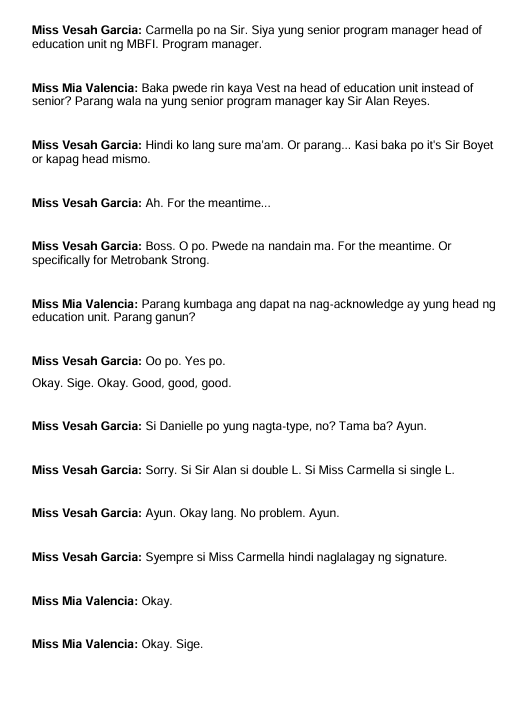 Miss Vesah Garcia: Carmella po na Sir. Siya yung senior program manager head of
education unit ng MBFI. Program manager.
Miss Mia Valencia: Baka pwede rin kaya Vest na head of education unit instead of
senior? Parang wala na yung senior program manager kay Sir Alan Reyes.
Miss Vesah Garcia: Hindi ko lang sure ma'am. Or parang... Kasi baka po it's Sir Boyet
or kapag head mismo.
Miss Vesah Garcia: Ah. For the meantime...
Miss Vesah Garcia: Boss. O po. Pwede na nandain ma. For the meantime. Or
specifically for Metrobank Strong.
Miss Mia Valencia: Parang kumbaga ang dapat na nag-acknowledge ay yung head ng
education unit. Parang ganun?
Miss Vesah Garcia: Oo po. Yes po.
Okay. Sige. Okay. Good, good, good.
Miss Vesah Garcia: Si Danielle po yung nagta-type, no? Tama ba? Ayun.
Miss Vesah Garcia: Sorry. Si Sir Alan si double L. Si Miss Carmella si single L.
Miss Vesah Garcia: Ayun. Okay lang. No problem. Ayun.
Miss Vesah Garcia: Syempre si Miss Carmella hindi naglalagay ng signature.
Miss Mia Valencia: Okay.
Miss Mia Valencia: Okay. Sige.